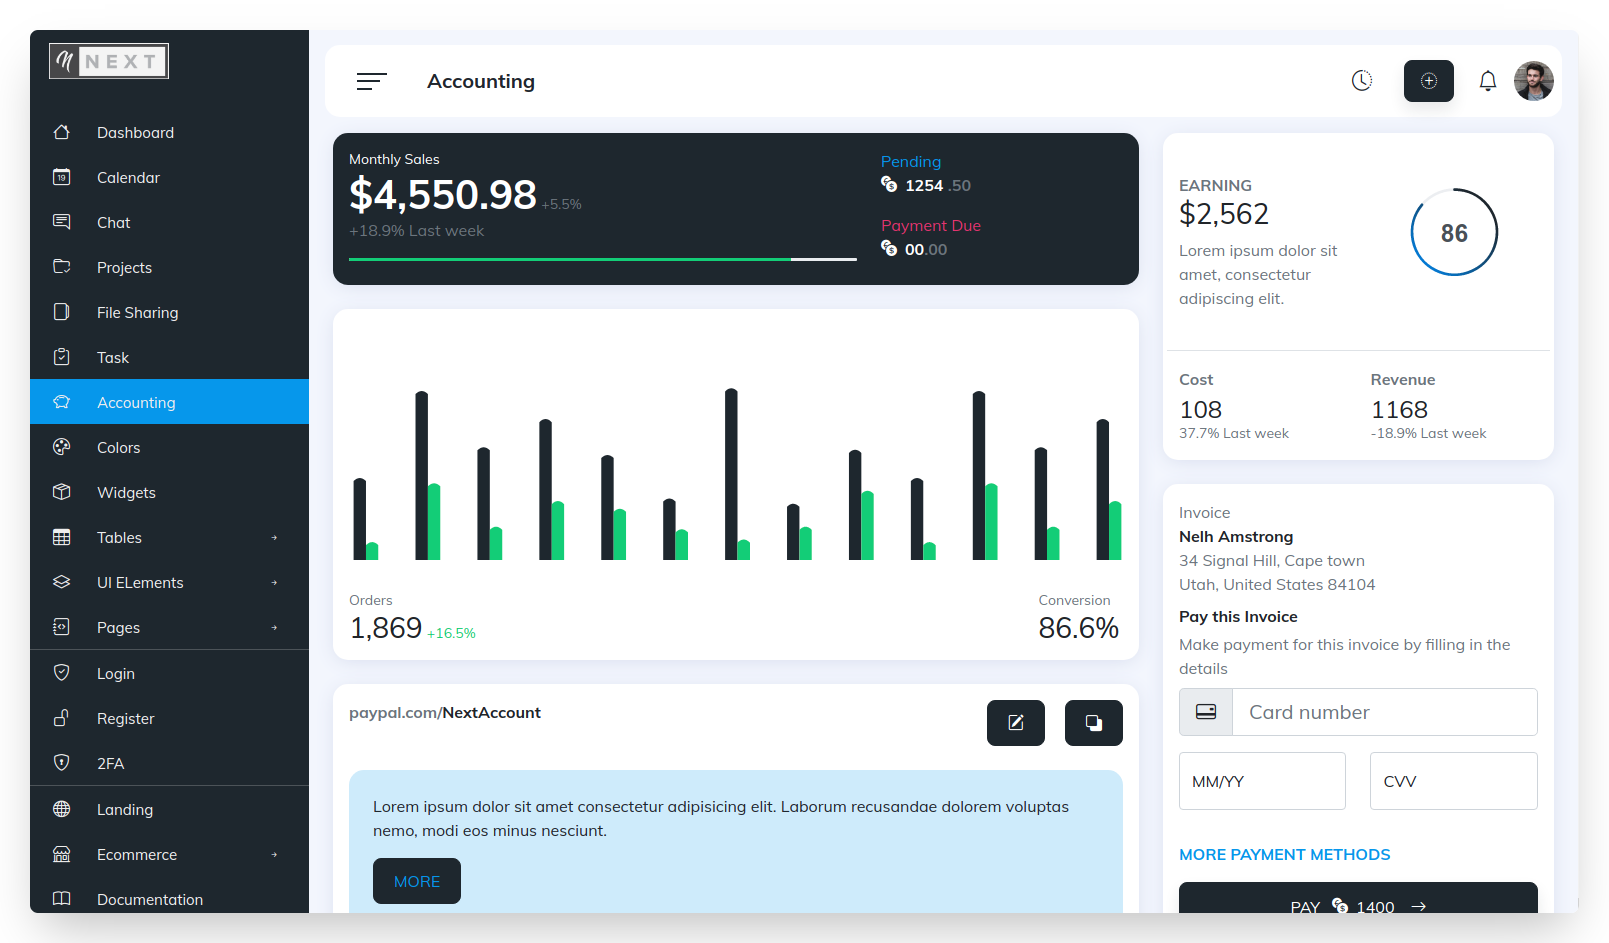 NEXT
Dashboard
19
Calendar
Chat
Projects
File Sharing
Task
Accounting
Colors
Widgets
Tables
UI ELements
Pages
Login
Register
2FA
Landing
Ecommerce
Documentation
Accounting
Monthly Sales
$4,550.98 +5.5%
+18.9% Last week
Pending
1254 .50
Payment Due
00.00
Orders
1,869 +16.5%
Conversion
86.6%
paypal.com/NextAccount
Lorem ipsum dolor sit amet consectetur adipisicing elit. Laborum recusandae dolorem voluptas
nemo, modi eos minus nesciunt.
MORE
EARNING
$2,562
Lorem ipsum dolor sit
amet, consectetur
adipiscing elit.
86
Cost
108
37.7% Last week
Revenue
1168
-18.9% Last week
Invoice
Nelh Amstrong
34 Signal Hill, Cape town
Utah, United States 84104
Pay this Invoice
Make payment for this invoice by filling in the
details
Card number
MM/YY
CVV
MORE PAYMENT METHODS
PAY 1400